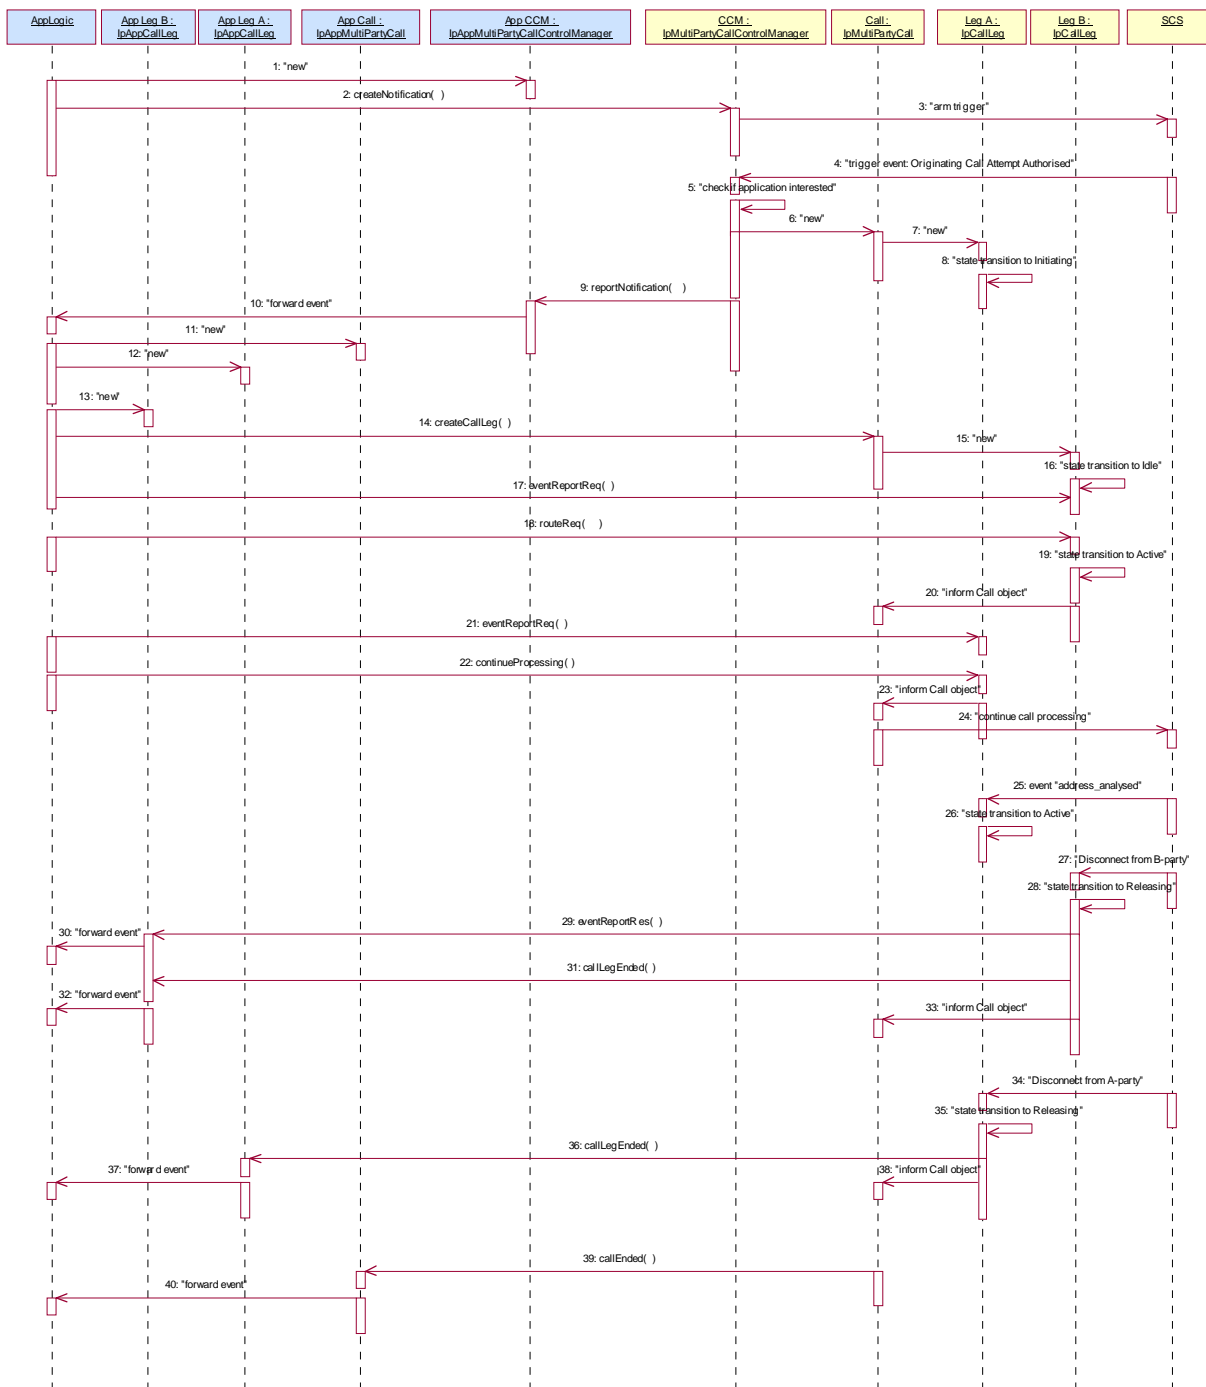 AppLogic
App Leg B :
IpAppCallLeg
App Leg A :
IpAppCallLeg
App Call :
IpAppMultiPartyCall
App CCM :
IpAppMultiPartyCallControlManager
CCM :
IpMultiPartyCallControlManager
Call :
IpMultiPartyCall
Leg A :
IpCallLeg
Leg B :
IpCallLeg
SCS
1: "new"
2: createNotification( )
3: "arm trigger"
4: "trigger event: Originating Call Attempt Authorised"
5: "check if application interested"
6: "new"
7: "new"
8: "state transition to Initiating"
9: reportNotification( )
10: "forward event"
11: "new"
12: "new"
13: "new"
14: createCallLeg( )
15: "new"
16: "state transition to Idle"
17: eventReportReq( )
18: routeReq( )
19: "state transition to Active"
20: "inform Call object"
21: eventReportReq( )
22: continueProcessing( )
23: "inform Call object"
24: "continue call processing"
25: event "address_analysed"
26: "state transition to Active"
27: "Disconnect from B-party"
28: "state transition to Releasing"
29: eventReportRes( )
30: "forward event"
31: callLegEnded( )
32: "forward event"
33: "inform Call object"
34: "Disconnect from A-party"
35: "state transition to Releasing"
36: callLegEnded( )
37: "forward event"
38: "inform Call object"
39: callEnded( )
40: "forward event"